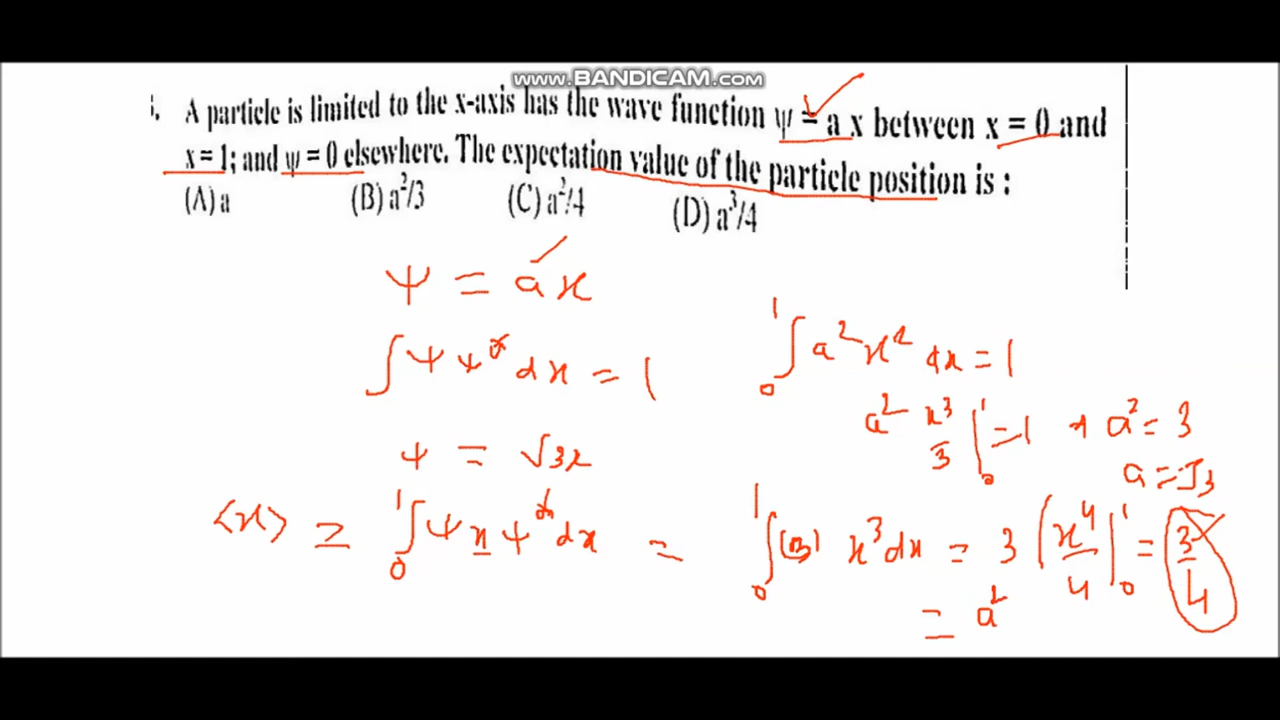 www.BANDICAM.com
. A particle is limited to the x-axis has the wave function ψ = a x between x = 0 and
x = 1; and ψ = 0 elsewhere. The expectation value of the particle position is :
(A) a (B) a²/3 (C) a²/4 (D) a³/4
ψ = ax
∫ψψ* dx = 1
∫₀¹ a²x² dx = 1
a² x³/3 |₀¹ = 1 a² = 3
a = √3
ψ = √3x
<x> = ∫₀¹ ψ x ψ* dx = ∫₀¹ (3) x³dx = 3 (x⁴/4 |₀¹ = 3/4
= a²